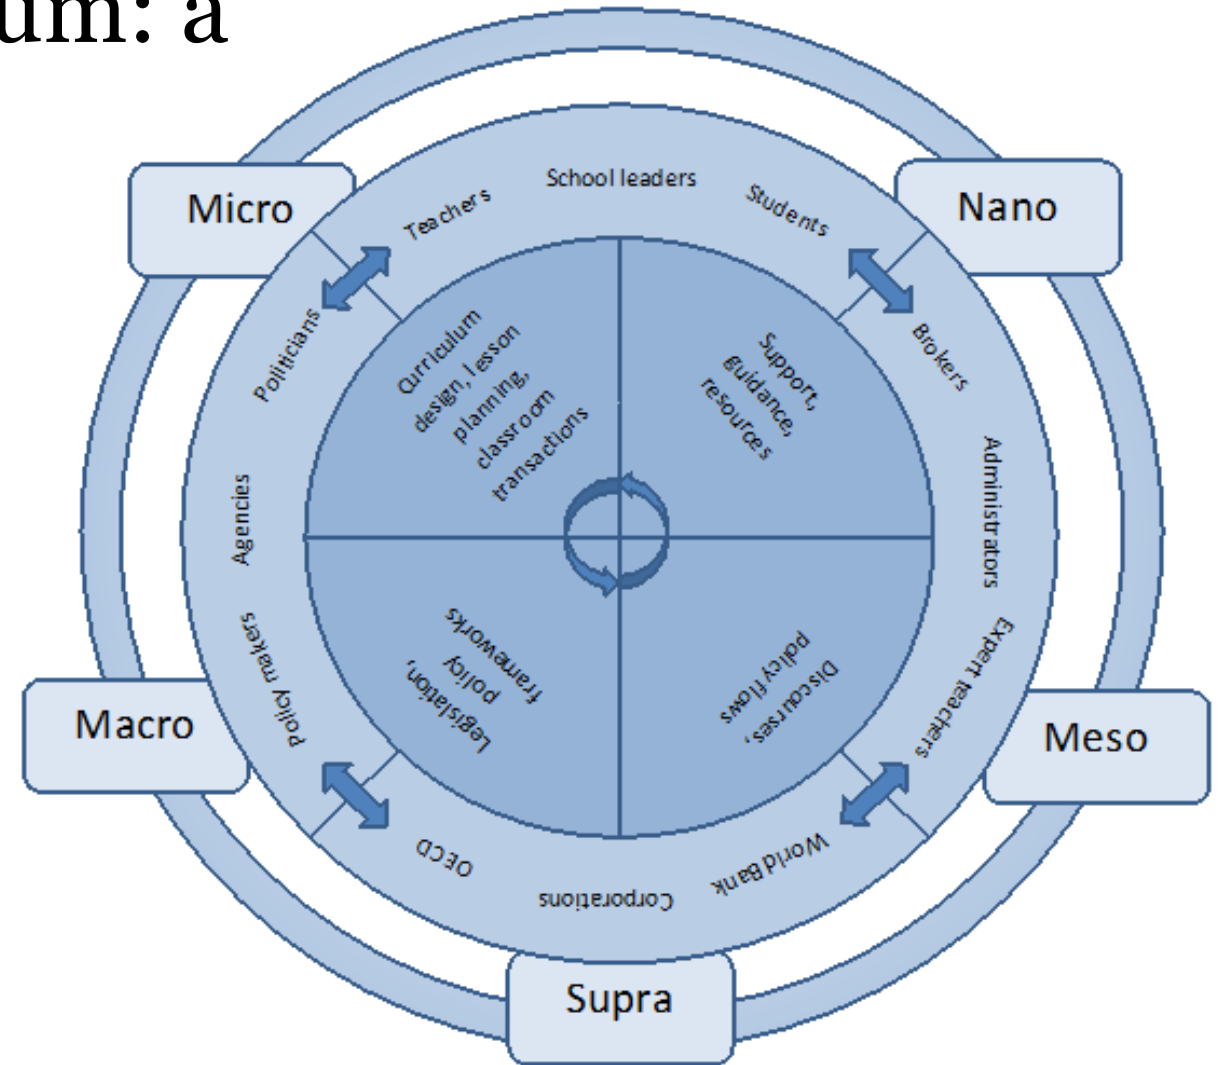 um: a
Micro
Nano
School leaders
Teachers
Students
Politicians
Brokers
Curriculum
design, lesson
planning,
classroom
transactions
Support,
guidance,
resources
Agencies
Administrators
Policy makers
Expert teachers
Legislation,
policy
frameworks
Discourses,
policy flows
Macro
Meso
OECD
Corporations
World Bank
Supra